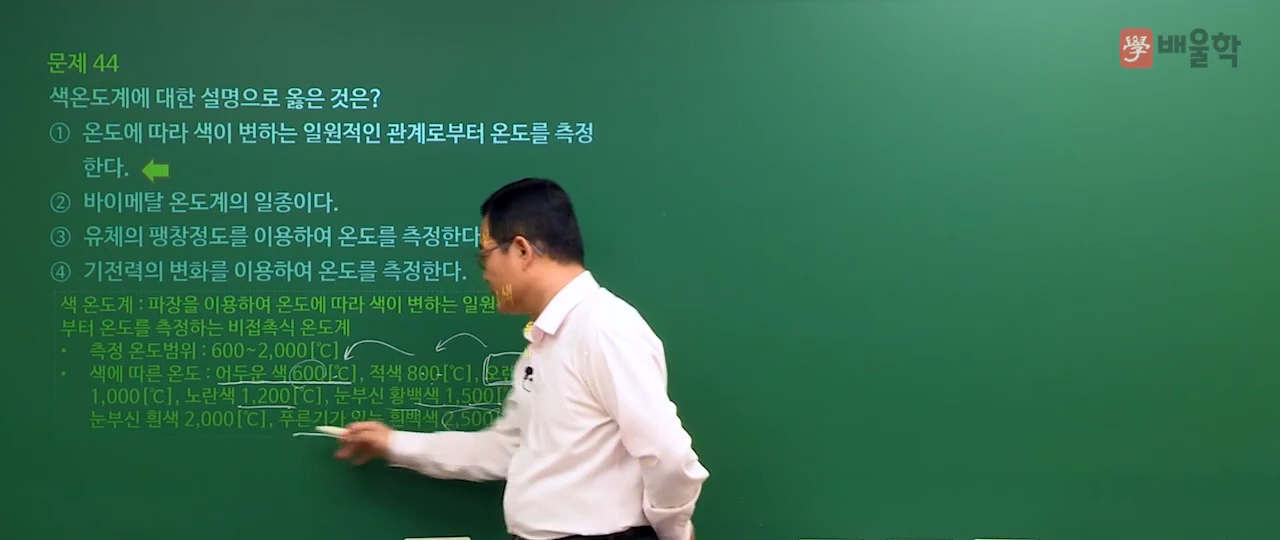 學 배울학
문제 44
색온도계에 대한 설명으로 옳은 것은?
① 온도에 따라 색이 변하는 일원적인 관계로부터 온도를 측정
한다.
② 바이메탈 온도계의 일종이다.
③ 유체의 팽창정도를 이용하여 온도를 측정한다
④ 기전력의 변화를 이용하여 온도를 측정한다.
색 온도계 : 파장을 이용하여 온도에 따라 색이 변하는 일원
부터 온도를 측정하는 비접촉식 온도계
• 측정 온도범위 : 600~2,000[℃]
• 색에 따른 온도 : 어두운 색 600[℃], 적색 800[℃], 오렌
1,000[℃], 노란색 1,200[℃], 눈부신 황백색 1,500[
눈부신 흰색 2,000[℃], 푸른기가 있는 흰백색 2,500